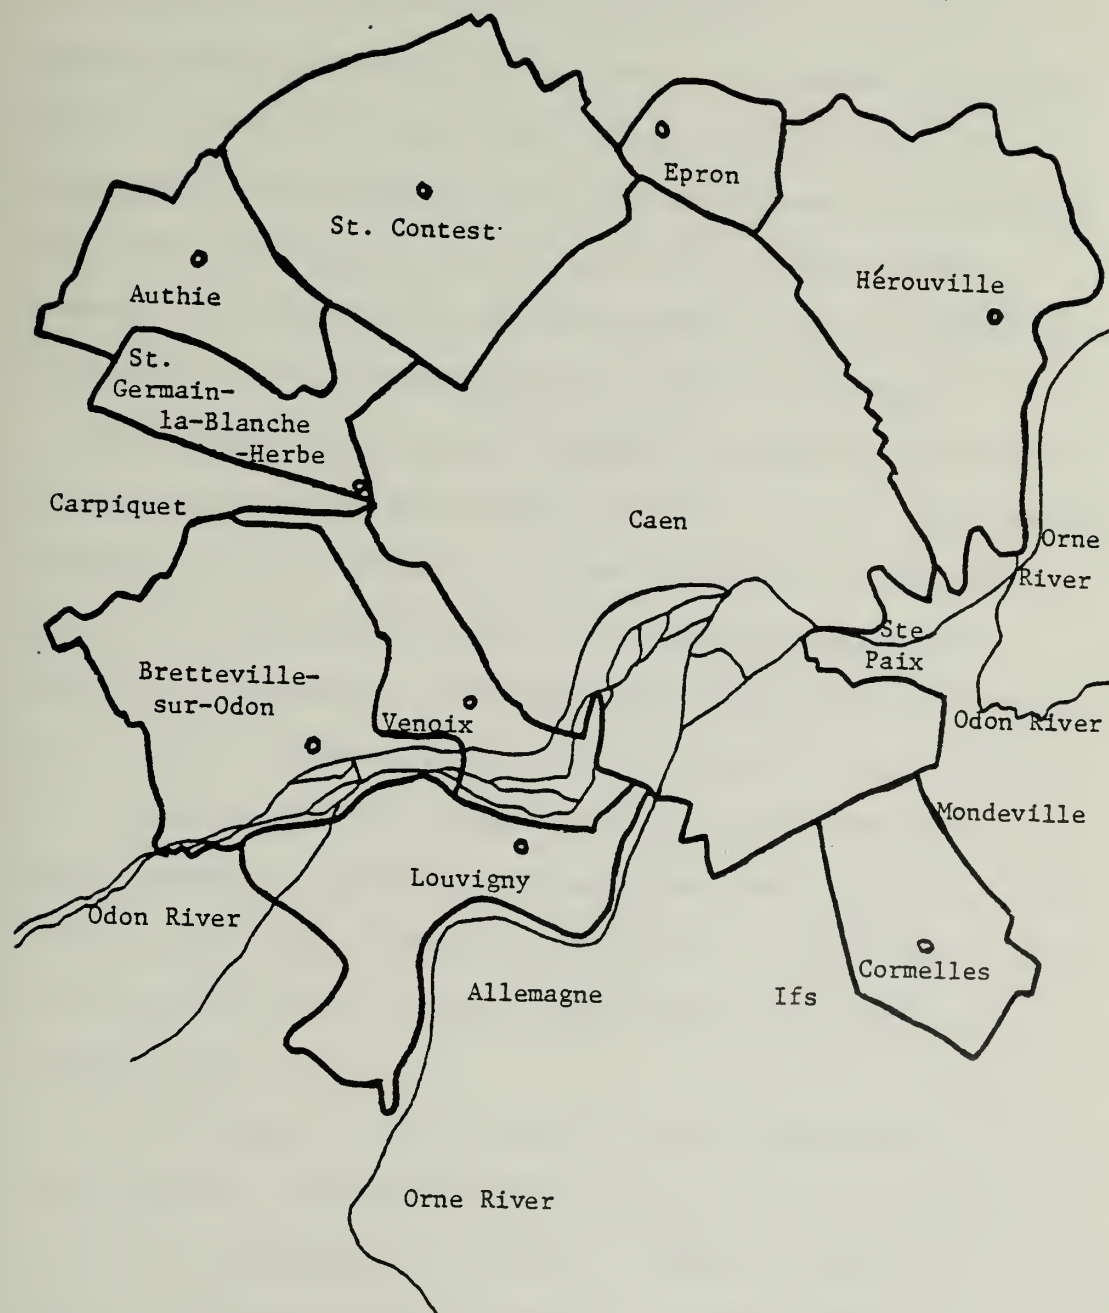 Epron
St. Contest
Hérouville
Authie
St.
Germain-
la-Blanche
-Herbe
Carpiquet
Caen
Orne
River
Ste
Paix
Bretteville-
sur-Odon
Venoix
Odon River
Mondeville
Louvigny
Odon River
Cormelles
Allemagne
Ifs
Orne River